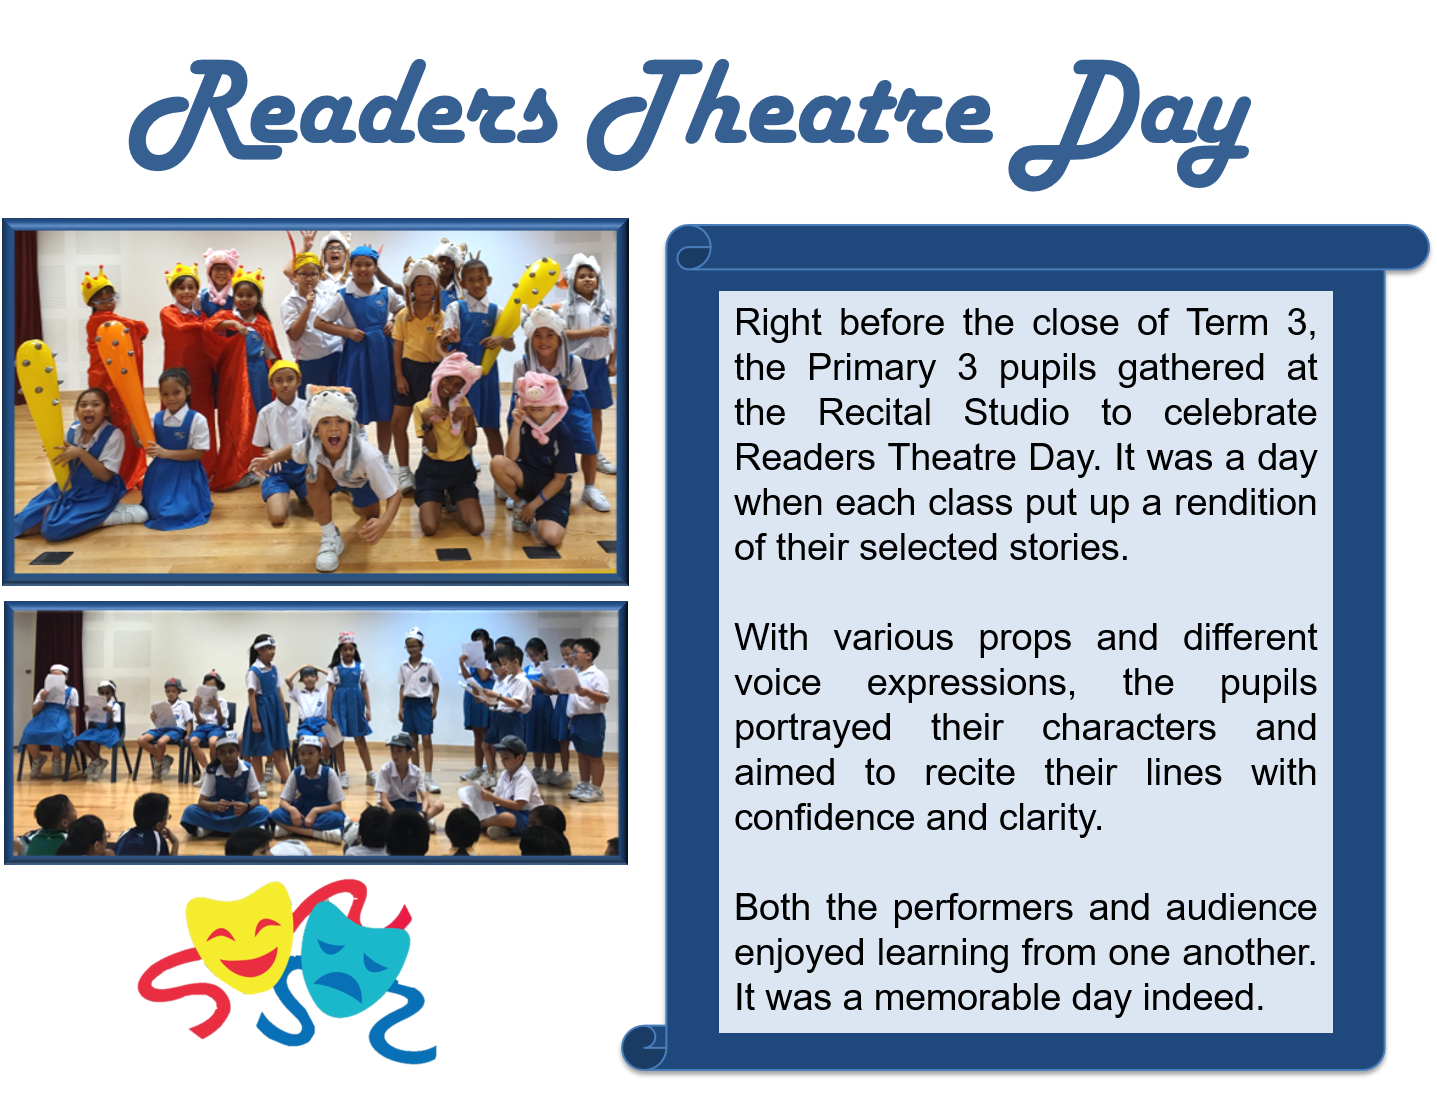 Readers Theatre Day
Right before the close of Term 3,
the Primary 3 pupils gathered at
the Recital Studio to celebrate
Readers Theatre Day. It was a day
when each class put up a rendition
of their selected stories.
With various props and different
voice expressions, the pupils
portrayed their characters and
aimed to recite their lines with
confidence and clarity.
Both the performers and audience
enjoyed learning from one another.
It was a memorable day indeed.